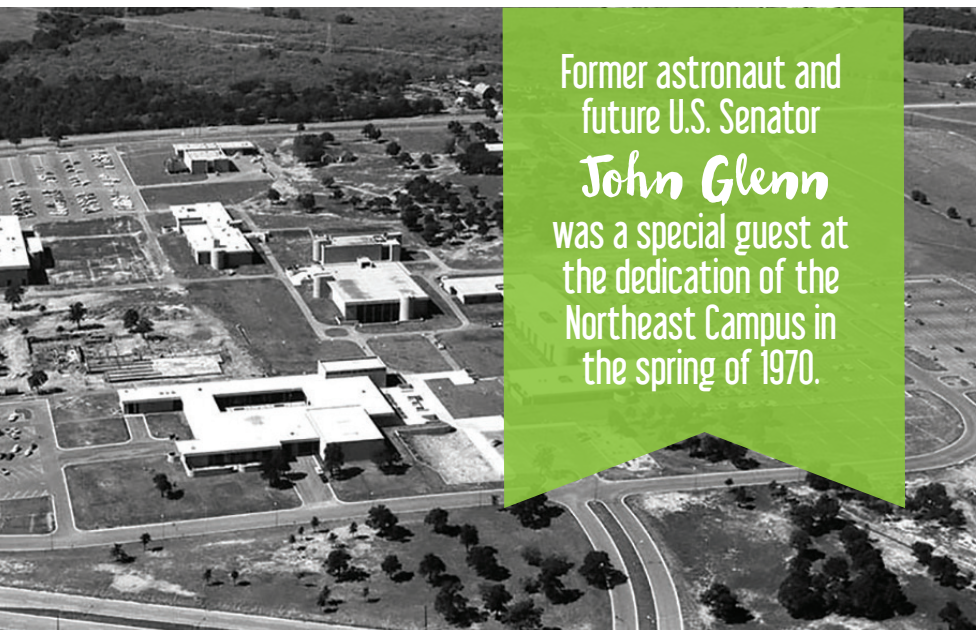 Former astronaut and
future U.S. Senator
John Glenn
was a special guest at
the dedication of the
Northeast Campus in
the spring of 1970.